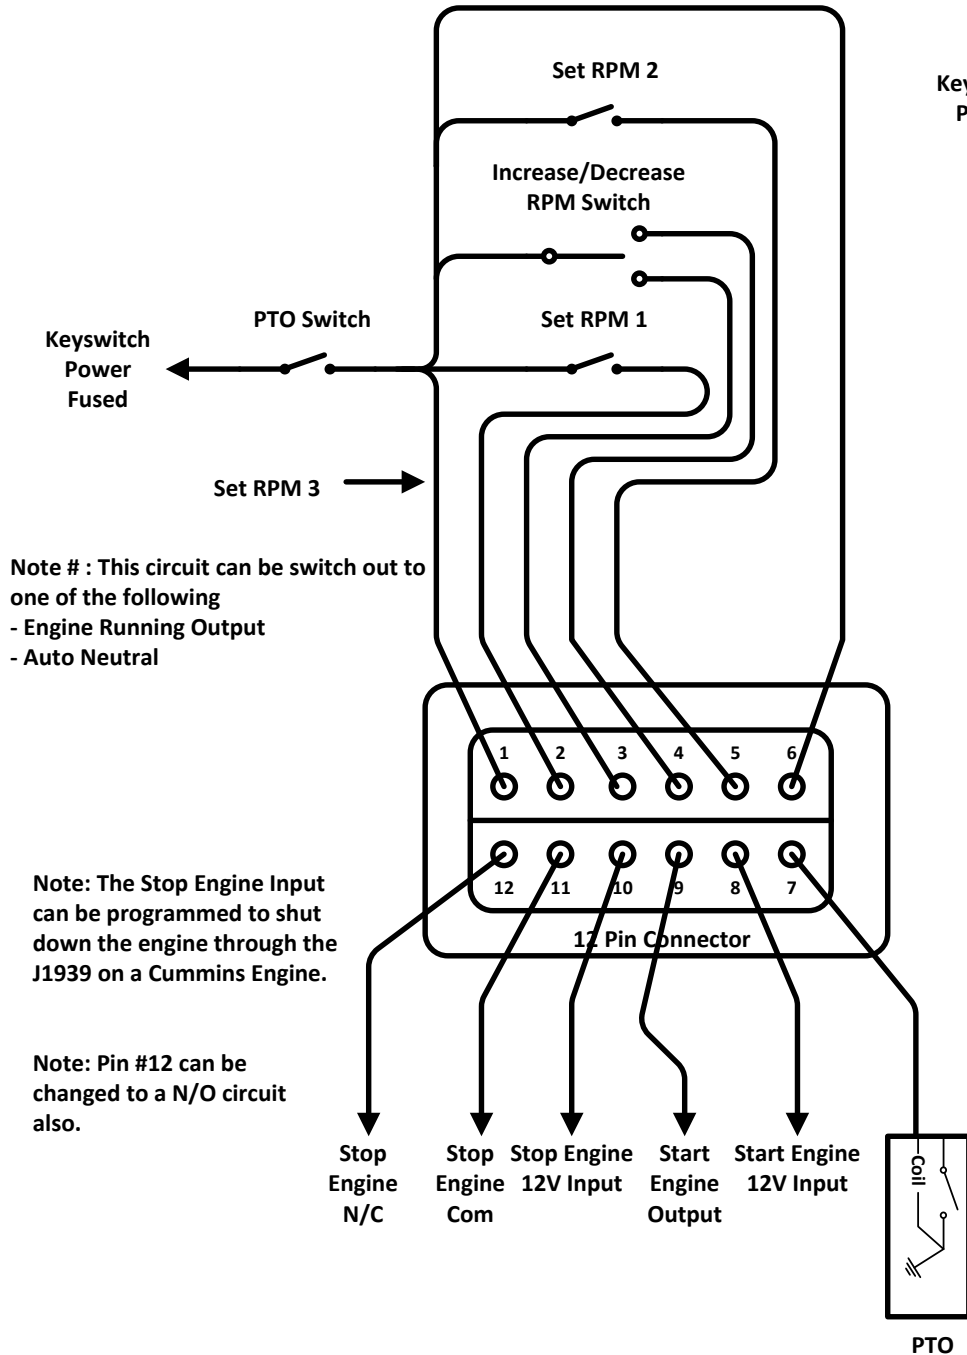 Set RPM 2
Key
P
Increase/Decrease
RPM Switch
PTO Switch
Set RPM 1
Keyswitch
Power
Fused
Set RPM 3
Note # : This circuit can be switch out to
one of the following
- Engine Running Output
- Auto Neutral
1 2 3 4 5 6
12 11 10 9 8 7
12 Pin Connector
Note: The Stop Engine Input
can be programmed to shut
down the engine through the
J1939 on a Cummins Engine.
Note: Pin #12 can be
changed to a N/O circuit
also.
Stop
Engine
N/C
Stop
Engine
Com
Stop Engine
12V Input
Start
Engine
Output
Start Engine
12V Input
Coil
PTO